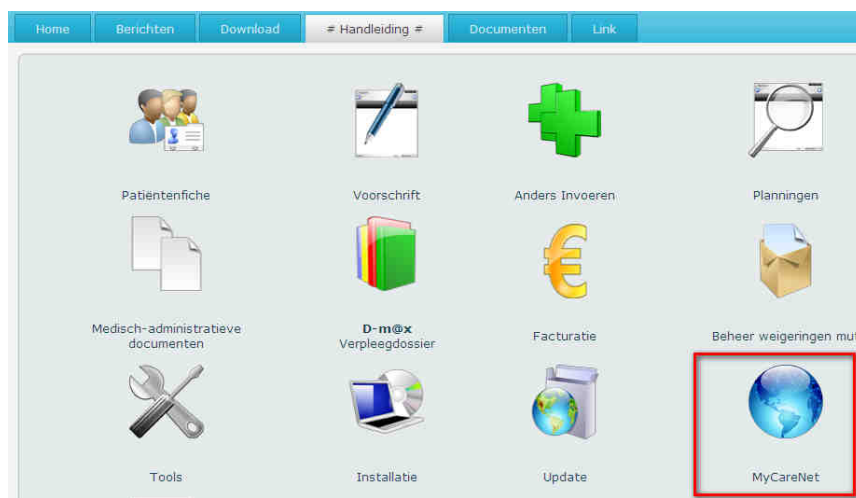 Home Berichten Download # Handleiding # Documenten Link
Patiëntenfiche Voorschrift Anders Invoeren Planningen
Medisch-administratieve documenten
D-m@x Verpleegdossier
Facturatie
Beheer weigeringen mut
Tools Installatie Update MyCareNet